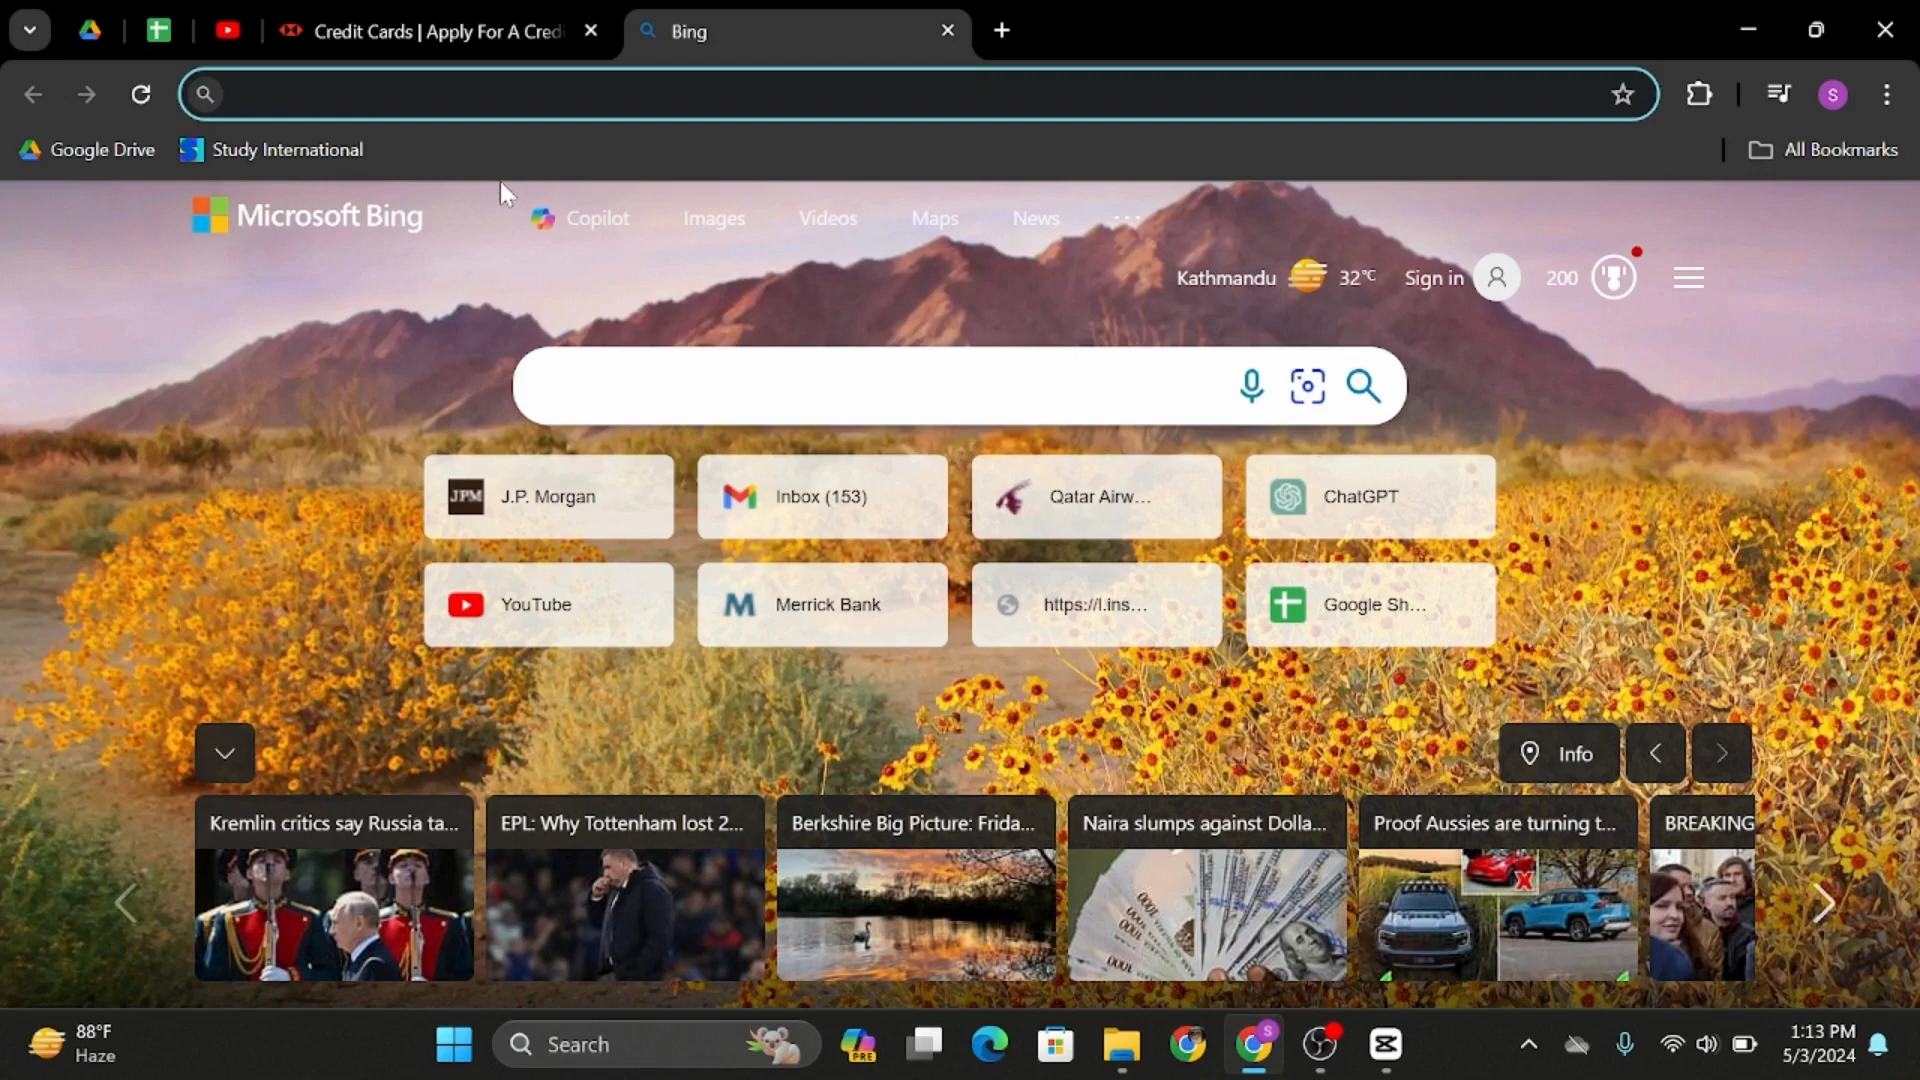 Credit Cards | Apply For A Credi
Bing
S
Google Drive
Study International
All Bookmarks
Microsoft Bing
Copilot
Images
Videos
Maps
News
Kathmandu
32°C
Sign in
200
JPM
J.P. Morgan
Inbox (153)
Qatar Airw...
ChatGPT
YouTube
M
Merrick Bank
https://l.ins...
Google Sh...
Info
Kremlin critics say Russia ta...
EPL: Why Tottenham lost 2...
Berkshire Big Picture: Frida...
Naira slumps against Dolla...
Proof Aussies are turning t...
BREAKING
88°F
Haze
Search
PRE
S
1:13 PM
5/3/2024